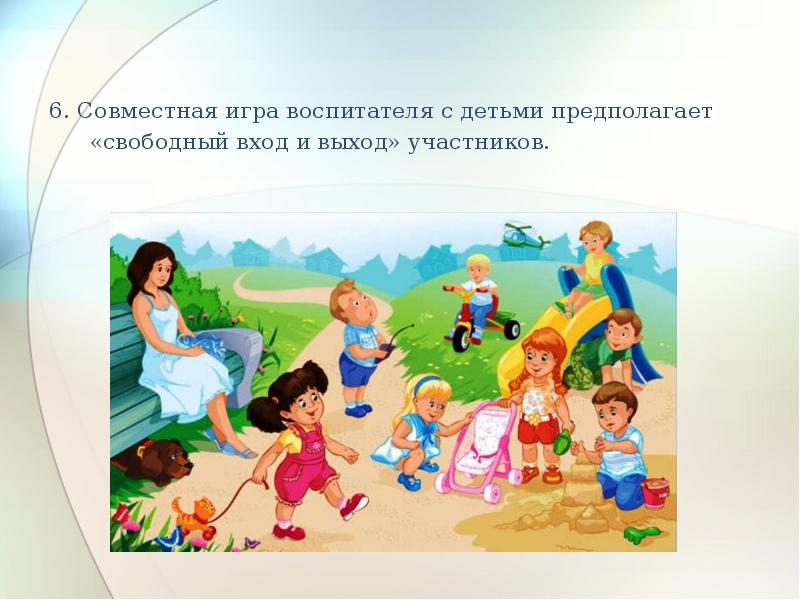 6. Совместная игра воспитателя с детьми предполагает
«свободный вход и выход» участников.